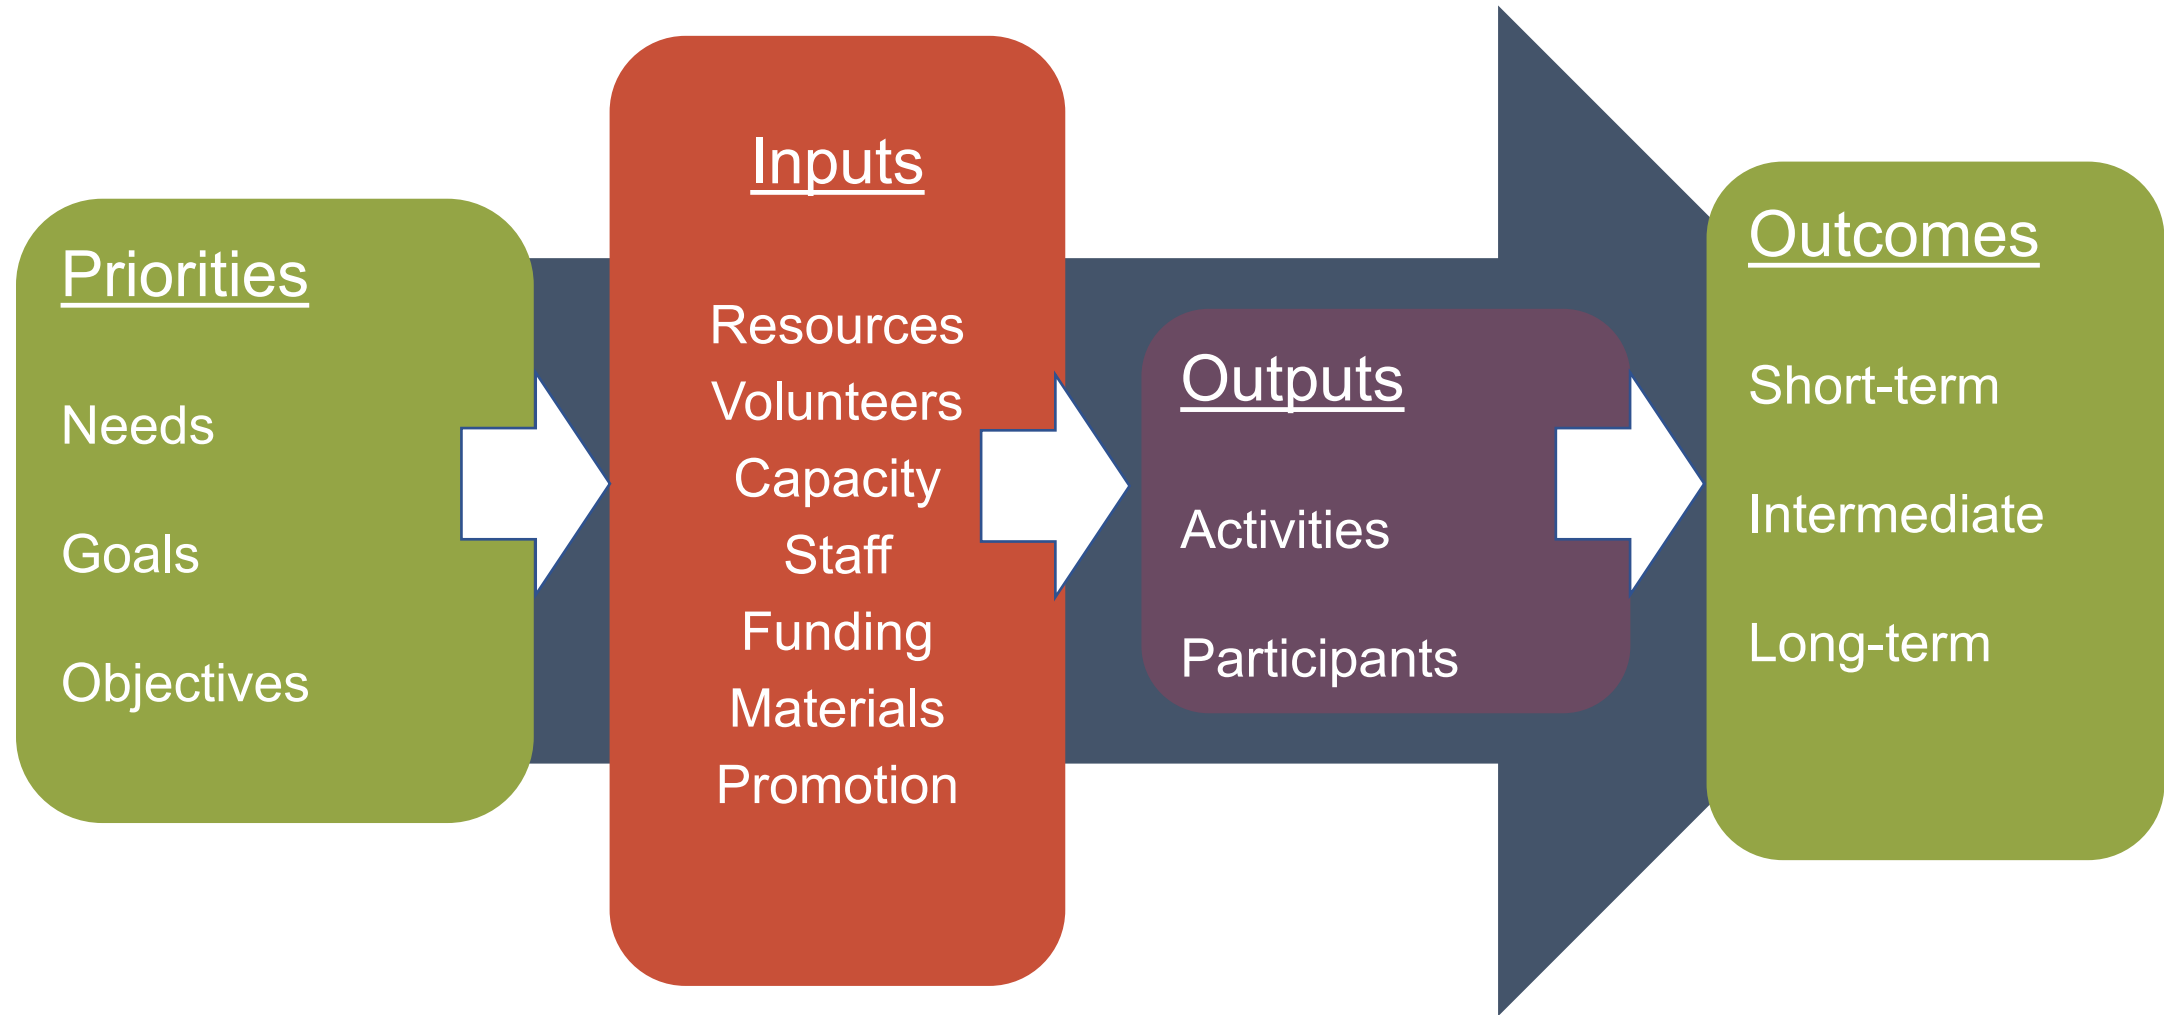 Priorities
Needs
Goals
Objectives
Inputs
Resources
Volunteers
Capacity
Staff
Funding
Materials
Promotion
Outputs
Activities
Participants
Outcomes
Short-term
Intermediate
Long-term